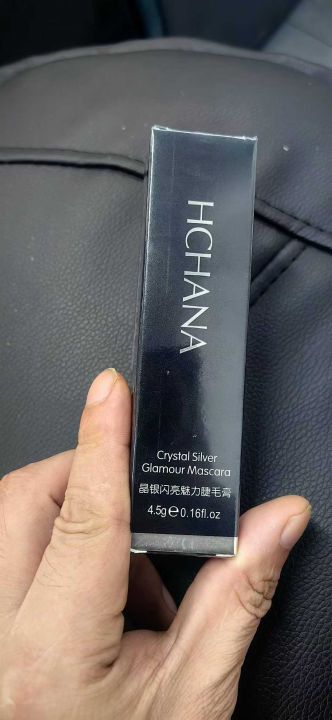 HCHANA
Crystal Silver
Glamour Mascara
晶银闪亮魅力睫毛膏
4.5g℮0.16fl.oz